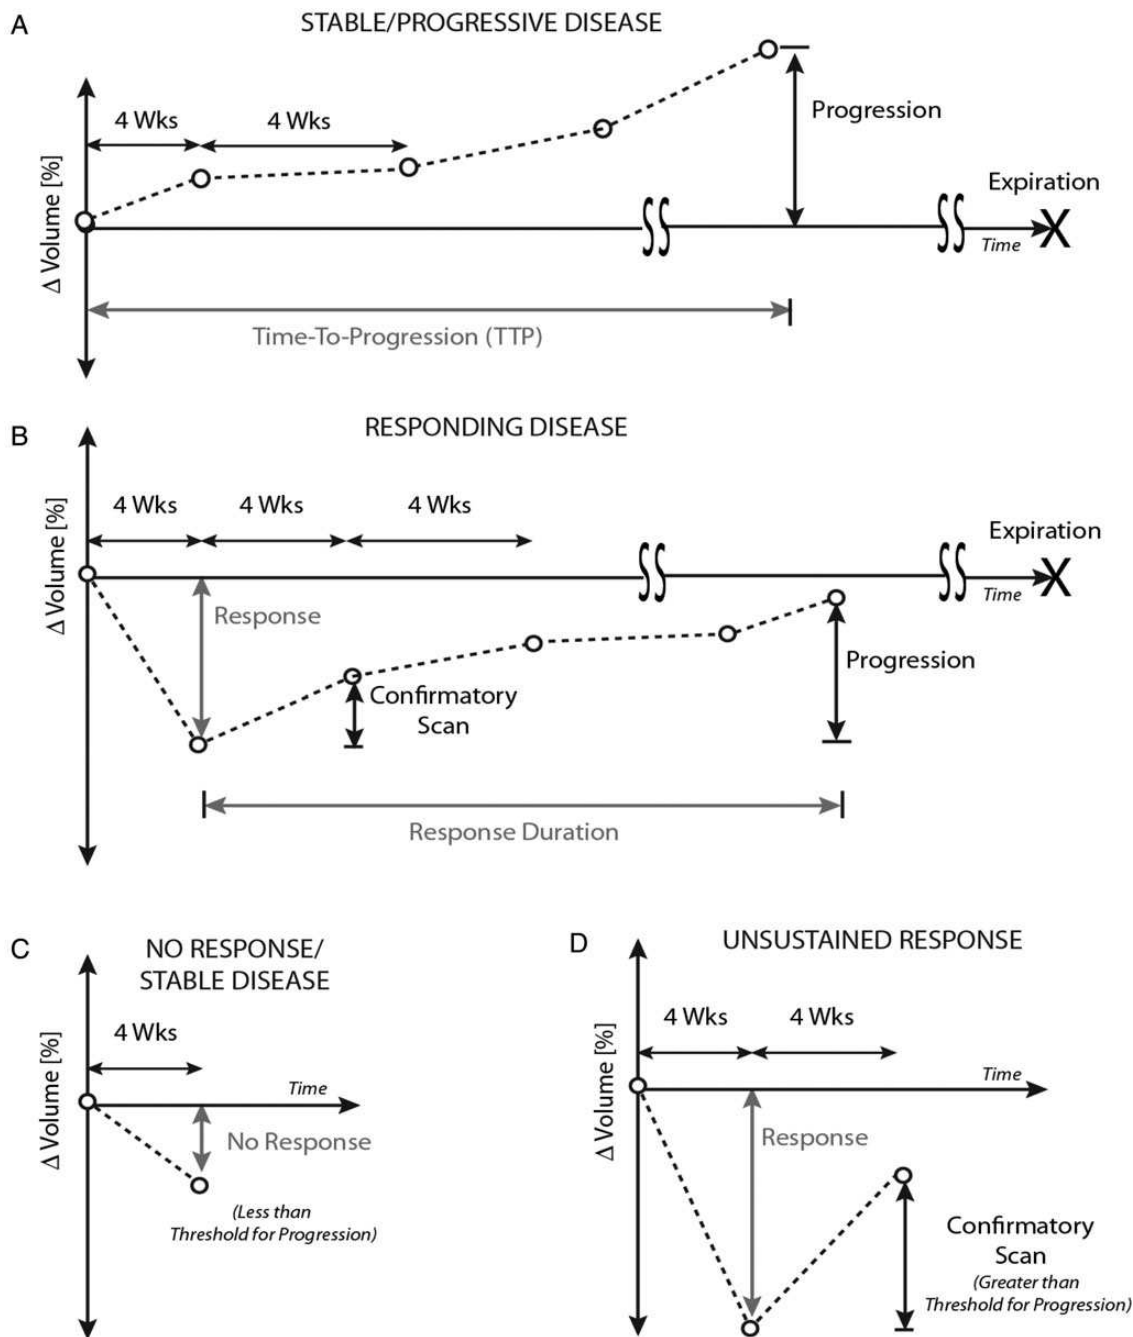 A
STABLE/PROGRESSIVE DISEASE
4 Wks
4 Wks
Progression
Expiration
X
Δ Volume [%]
Time
Time-To-Progression (TTP)
B
RESPONDING DISEASE
4 Wks
4 Wks
4 Wks
Expiration
X
Δ Volume [%]
Time
Response
Progression
Confirmatory
Scan
Response Duration
C
NO RESPONSE/
STABLE DISEASE
4 Wks
Time
Δ Volume [%]
No Response
(Less than
Threshold for Progression)
D
UNSUSTAINED RESPONSE
4 Wks
4 Wks
Time
Δ Volume [%]
Response
Confirmatory
Scan
(Greater than
Threshold for Progression)